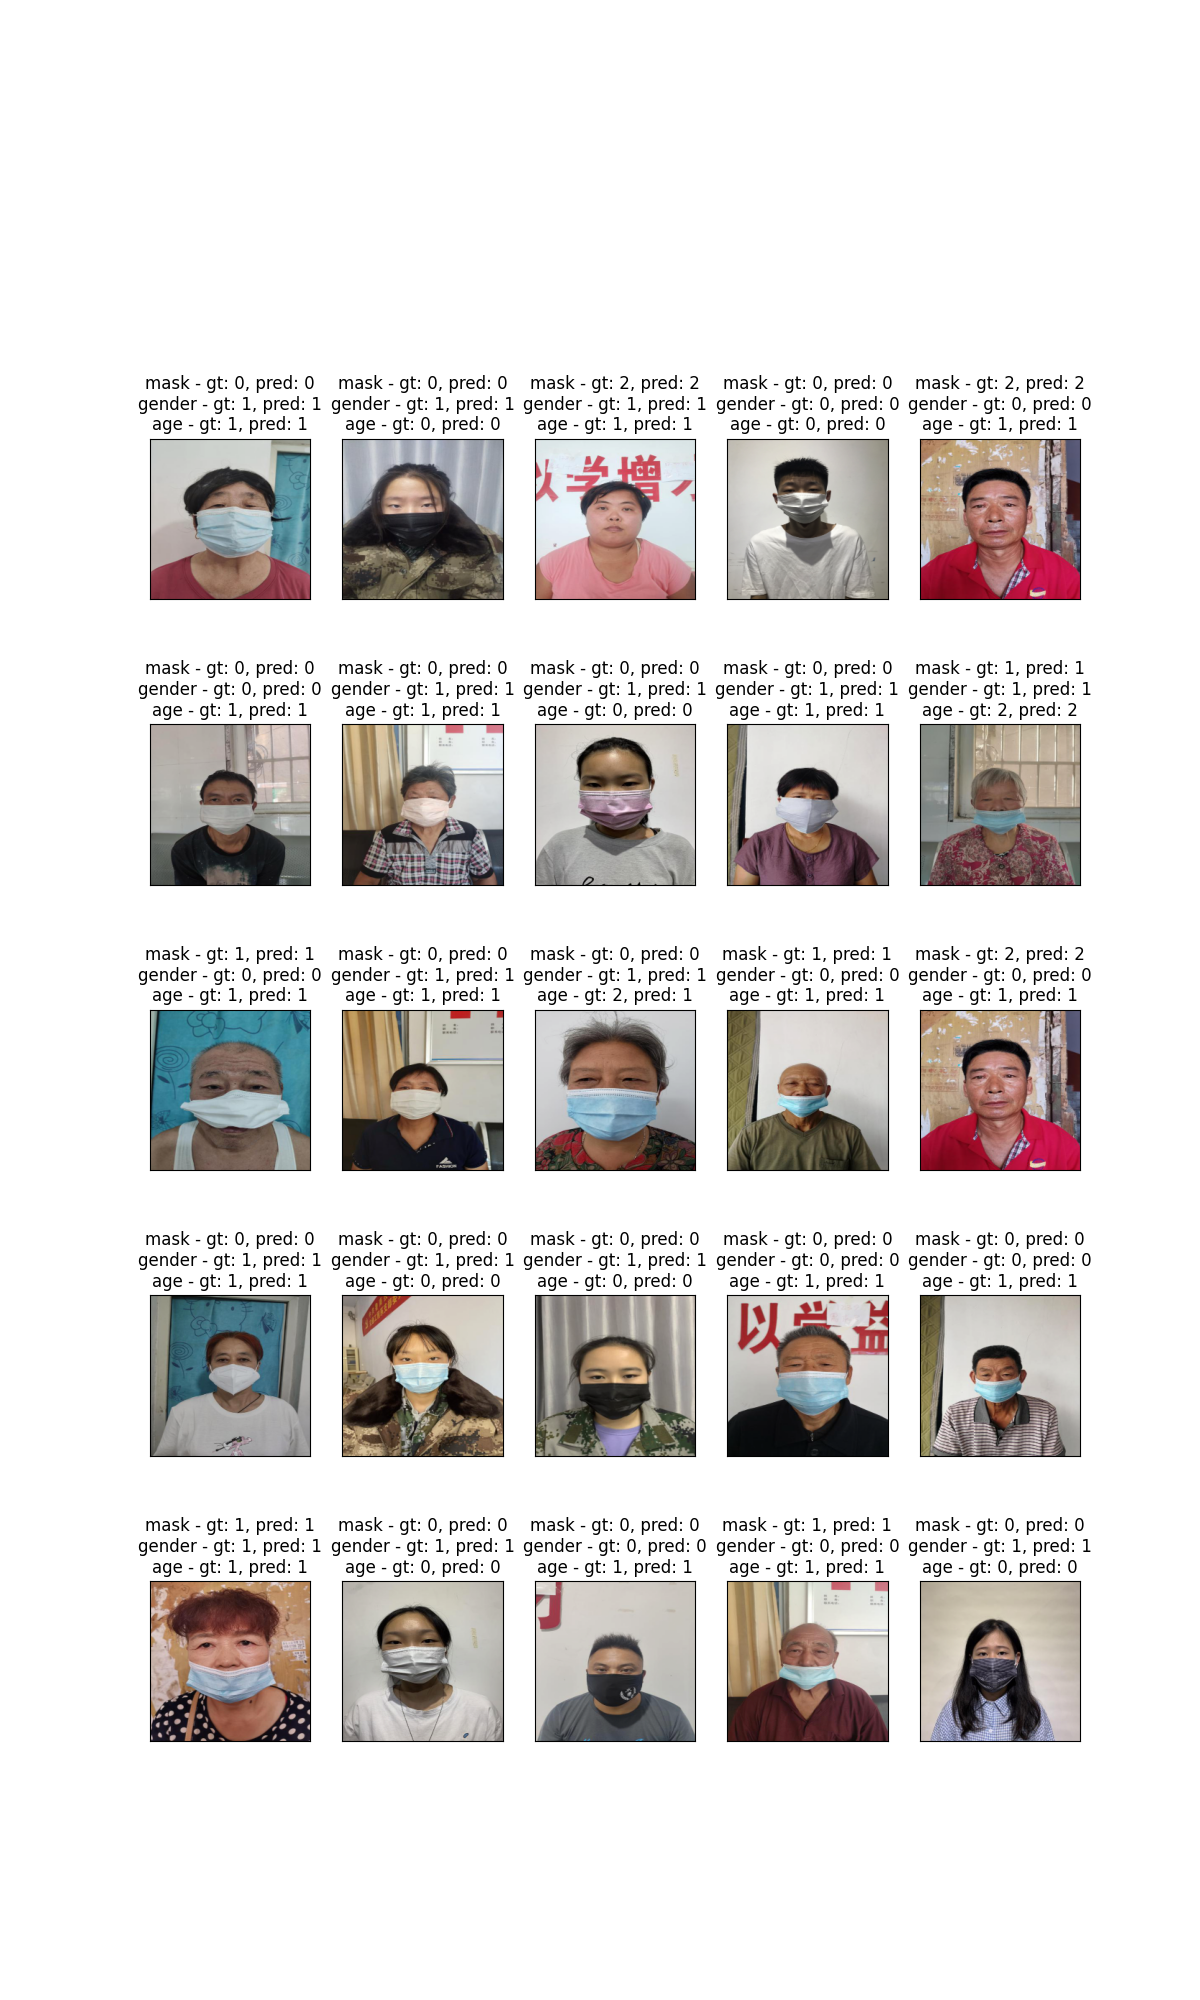 mask - gt: 0, pred: 0
gender - gt: 1, pred: 1
age - gt: 1, pred: 1
mask - gt: 0, pred: 0
gender - gt: 1, pred: 1
age - gt: 0, pred: 0
mask - gt: 2, pred: 2
gender - gt: 1, pred: 1
age - gt: 1, pred: 1
mask - gt: 0, pred: 0
gender - gt: 0, pred: 0
age - gt: 0, pred: 0
mask - gt: 2, pred: 2
gender - gt: 0, pred: 0
age - gt: 1, pred: 1
以学增
mask - gt: 0, pred: 0
gender - gt: 0, pred: 0
age - gt: 1, pred: 1
mask - gt: 0, pred: 0
gender - gt: 1, pred: 1
age - gt: 1, pred: 1
mask - gt: 0, pred: 0
gender - gt: 1, pred: 1
age - gt: 0, pred: 0
mask - gt: 0, pred: 0
gender - gt: 1, pred: 1
age - gt: 1, pred: 1
mask - gt: 1, pred: 1
gender - gt: 1, pred: 1
age - gt: 2, pred: 2
mask - gt: 1, pred: 1
gender - gt: 0, pred: 0
age - gt: 1, pred: 1
mask - gt: 0, pred: 0
gender - gt: 1, pred: 1
age - gt: 1, pred: 1
mask - gt: 0, pred: 0
gender - gt: 1, pred: 1
age - gt: 2, pred: 1
mask - gt: 1, pred: 1
gender - gt: 0, pred: 0
age - gt: 1, pred: 1
mask - gt: 2, pred: 2
gender - gt: 0, pred: 0
age - gt: 1, pred: 1
FASHION
mask - gt: 0, pred: 0
gender - gt: 1, pred: 1
age - gt: 1, pred: 1
mask - gt: 0, pred: 0
gender - gt: 1, pred: 1
age - gt: 0, pred: 0
mask - gt: 0, pred: 0
gender - gt: 1, pred: 1
age - gt: 0, pred: 0
mask - gt: 0, pred: 0
gender - gt: 0, pred: 0
age - gt: 1, pred: 1
mask - gt: 0, pred: 0
gender - gt: 0, pred: 0
age - gt: 1, pred: 1
以学益
mask - gt: 1, pred: 1
gender - gt: 1, pred: 1
age - gt: 1, pred: 1
mask - gt: 0, pred: 0
gender - gt: 1, pred: 1
age - gt: 0, pred: 0
mask - gt: 0, pred: 0
gender - gt: 0, pred: 0
age - gt: 1, pred: 1
mask - gt: 1, pred: 1
gender - gt: 0, pred: 0
age - gt: 1, pred: 1
mask - gt: 0, pred: 0
gender - gt: 1, pred: 1
age - gt: 0, pred: 0